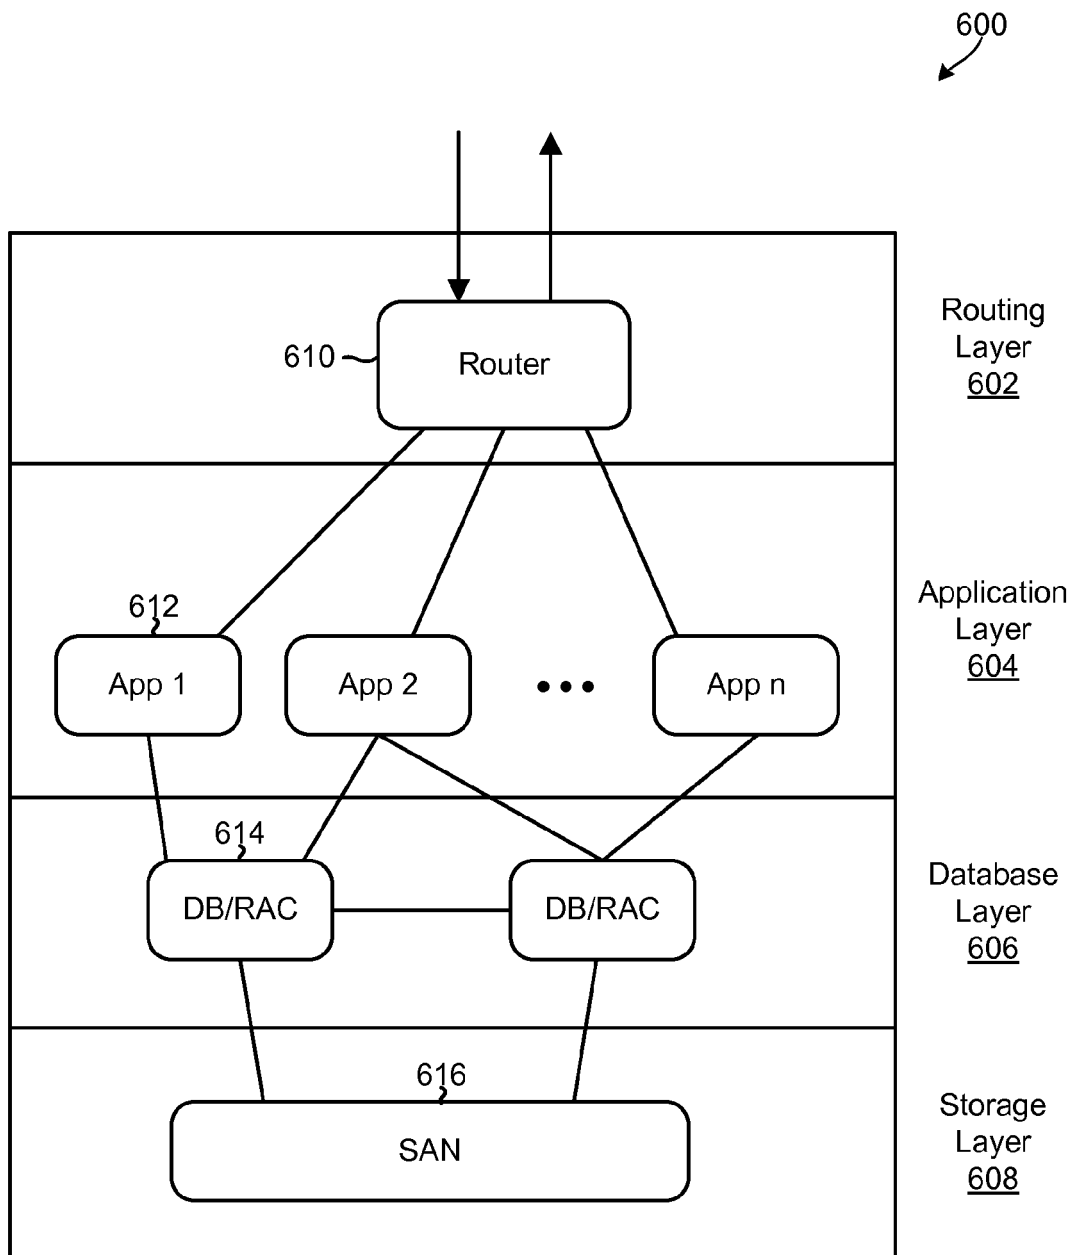 600
Router
610
Routing
Layer
602
612
App 1
App 2
App n
Application
Layer
604
614
DB/RAC
DB/RAC
Database
Layer
606
616
SAN
Storage
Layer
608